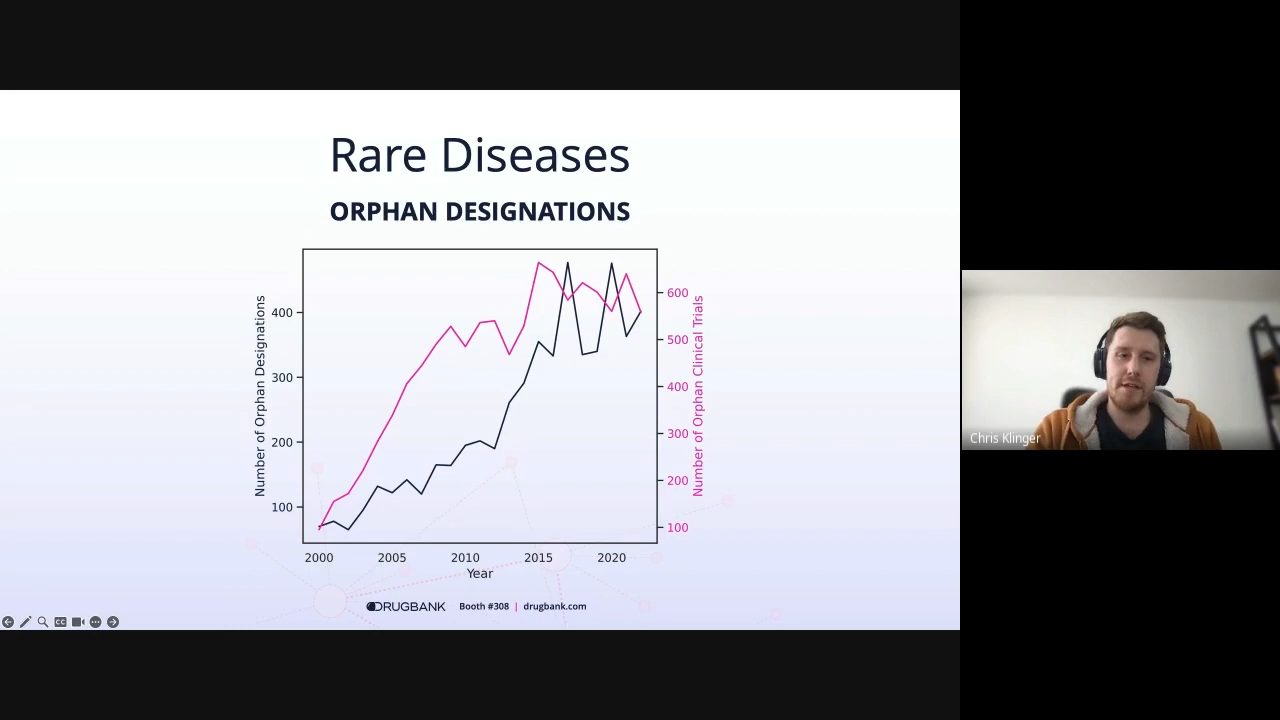 Rare Diseases
ORPHAN DESIGNATIONS
Number of Orphan Designations
400
300
200
100
600
500
400
300
200
100
Number of Orphan Clinical Trials
2000 2005 2010 2015 2020
Year
DRUGBANK Booth #308 | drugbank.com
CC
Chris Klinger